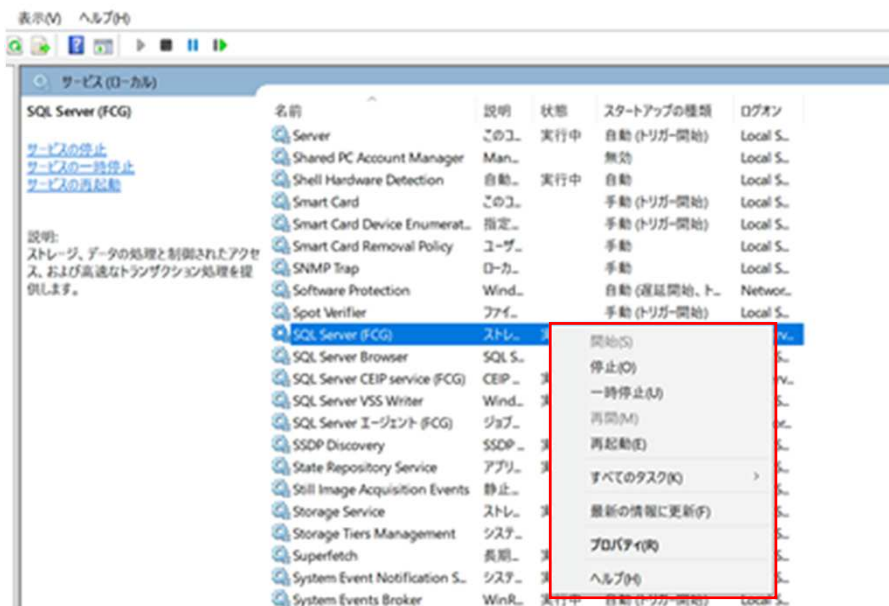 表示(V) ヘルプ(H)
サービス (ローカル)
SQL Server (FCG)
サービスの停止
サービスの一時停止
サービスの再起動
説明:
ストレージ、データの処理と制御されたアクセ
ス、および高速なトランザクション処理を提
供します。
名前 説明 状態 スタートアップの種類 ログオン
Server このコ... 実行中 自動 (トリガー開始) Local S...
Shared PC Account Manager Man... 無効 Local S...
Shell Hardware Detection 自動... 実行中 自動 Local S...
Smart Card このコ... 手動 (トリガー開始) Local S...
Smart Card Device Enumerat... 指定... 手動 (トリガー開始) Local S...
Smart Card Removal Policy ユーザ... 手動 Local S...
SNMP Trap ローカ... 手動 Local S...
Software Protection Wind... 自動 (遅延開始、ト... Networ...
Spot Verifier ファイ... 手動 (トリガー開始) Local S...
SQL Server (FCG) ストレ...
SQL Server Browser SQL S...
SQL Server CEIP service (FCG) CEIP ...
SQL Server VSS Writer Wind...
SQL Server エージェント (FCG) ジョブ...
SSDP Discovery SSDP ...
State Repository Service アプリ...
Still Image Acquisition Events 静止...
Storage Service ストレ...
Storage Tiers Management システ...
Superfetch 長期...
System Event Notification S... システ...
System Events Broker WinR... 実行中 自動 (トリガー開始) Local S...
開始(S)
停止(O)
一時停止(U)
再開(M)
再起動(E)
すべてのタスク(K)
最新の情報に更新(F)
プロパティ(R)
ヘルプ(H)